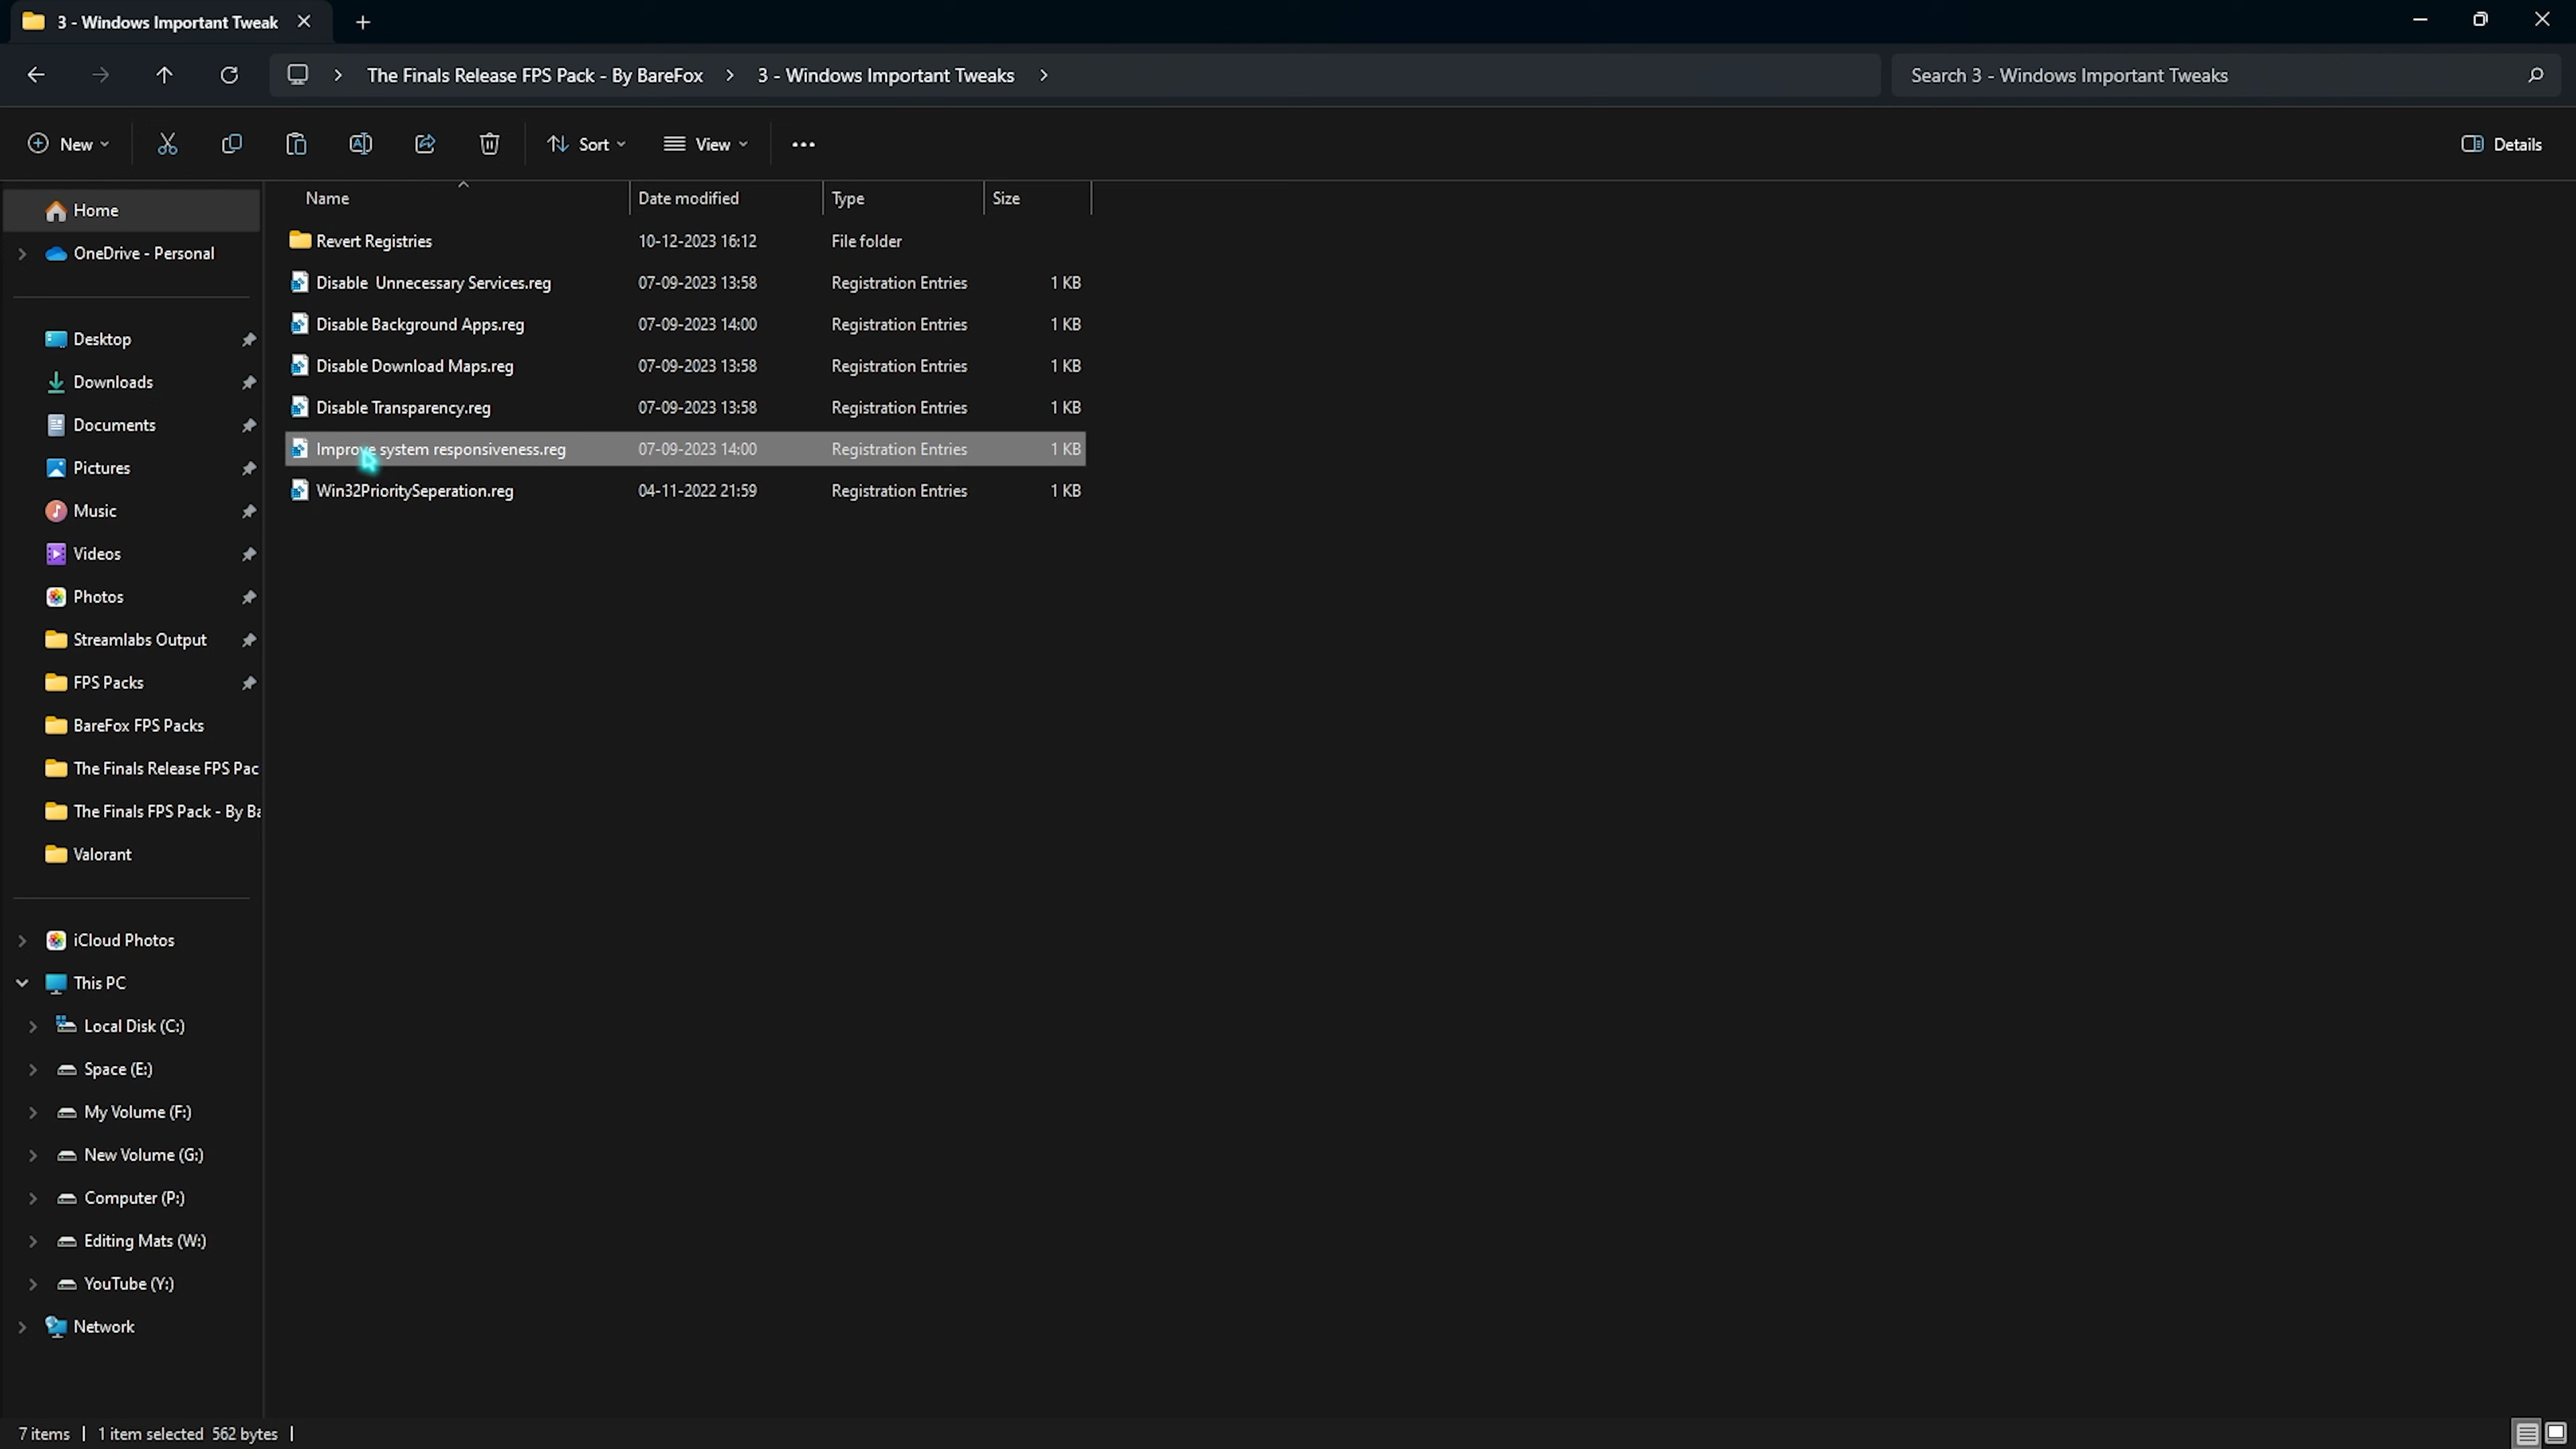 3 - Windows Important Tweak
The Finals Release FPS Pack - By BareFox > 3 - Windows Important Tweaks >
Search 3 - Windows Important Tweaks
New
Sort
View
Details
Name Date modified Type Size
Home
OneDrive - Personal
Desktop
Downloads
Documents
Pictures
Music
Videos
Photos
Streamlabs Output
FPS Packs
BareFox FPS Packs
The Finals Release FPS Pac
The Finals FPS Pack - By Ba
Valorant
iCloud Photos
This PC
Local Disk (C:)
Space (E:)
My Volume (F:)
New Volume (G:)
Computer (P:)
Editing Mats (W:)
YouTube (Y:)
Network
Revert Registries 10-12-2023 16:12 File folder
Disable  Unnecessary Services.reg 07-09-2023 13:58 Registration Entries 1 KB
Disable Background Apps.reg 07-09-2023 14:00 Registration Entries 1 KB
Disable Download Maps.reg 07-09-2023 13:58 Registration Entries 1 KB
Disable Transparency.reg 07-09-2023 13:58 Registration Entries 1 KB
Improve system responsiveness.reg 07-09-2023 14:00 Registration Entries 1 KB
Win32PrioritySeperation.reg 04-11-2022 21:59 Registration Entries 1 KB
7 items | 1 item selected 562 bytes |